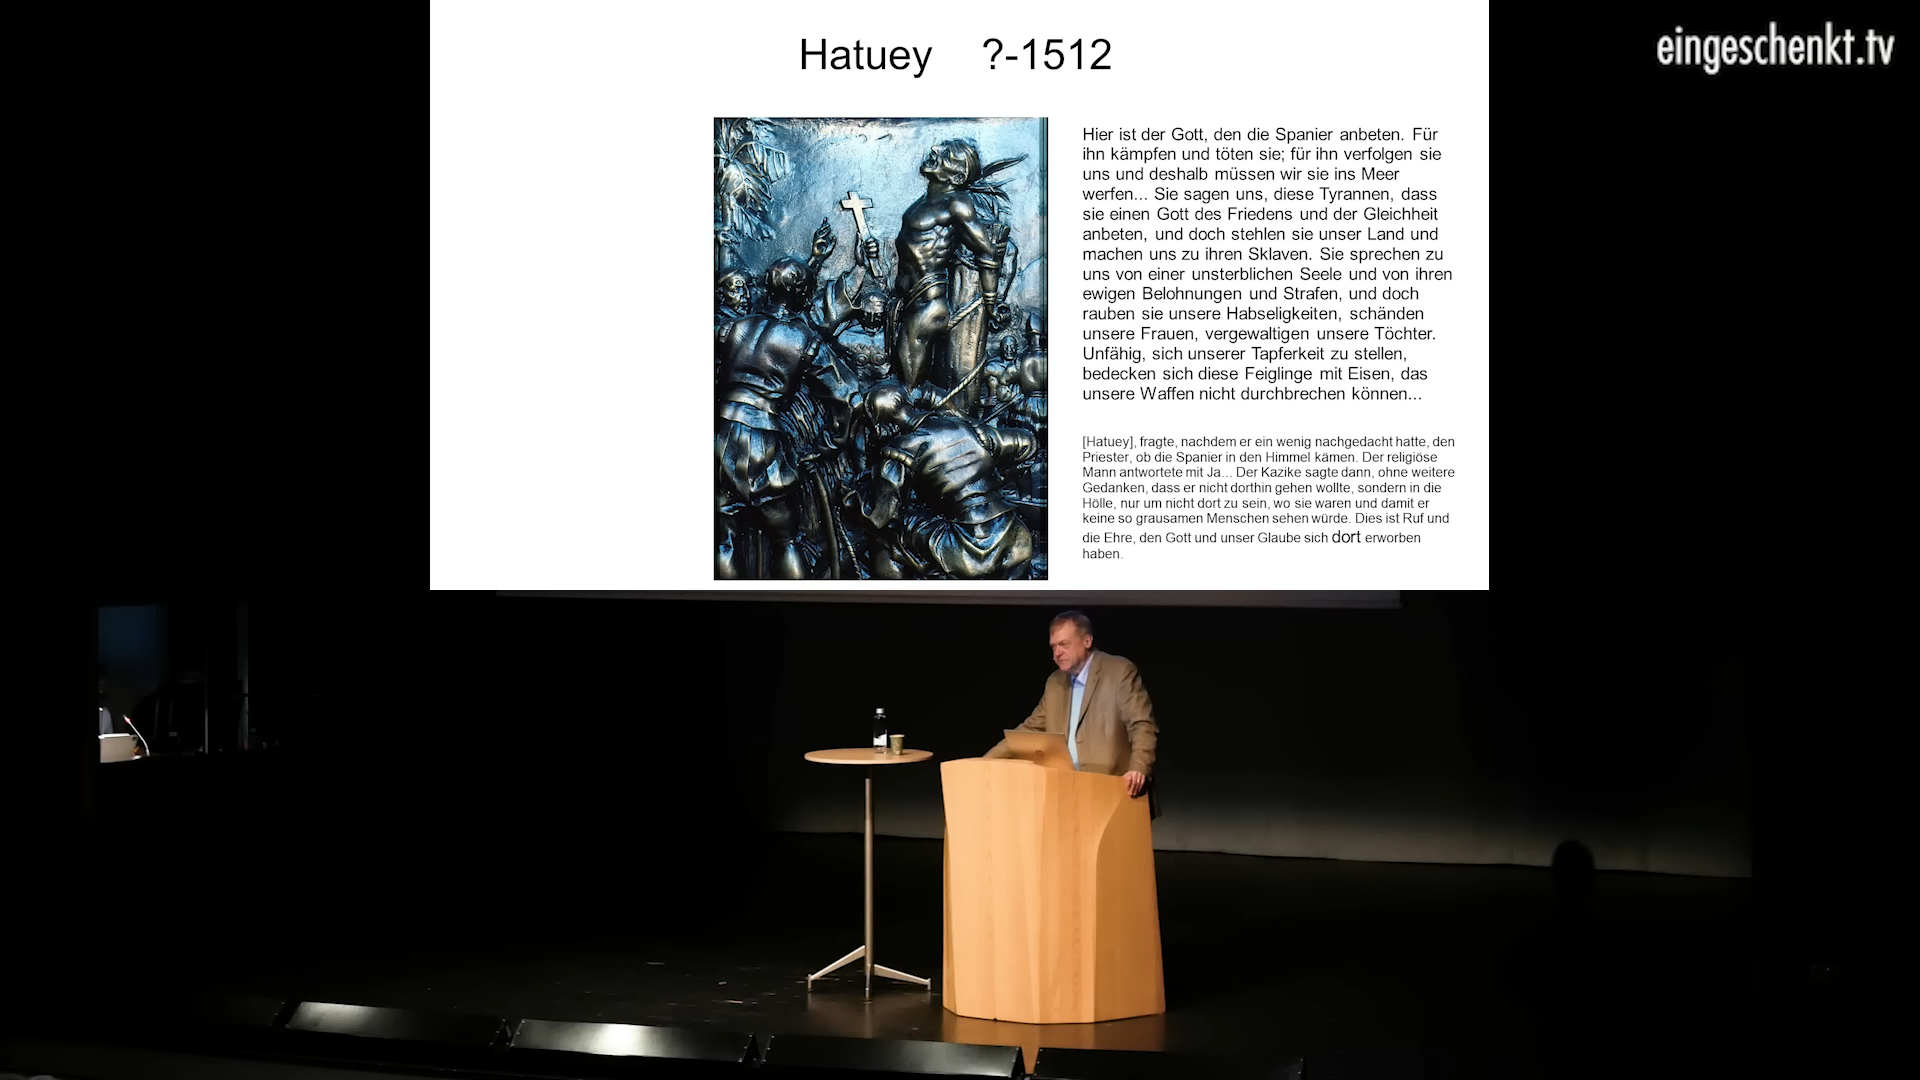 Hatuey ?-1512
eingeschenkt.tv
Hier ist der Gott, den die Spanier anbeten. Für
ihn kämpfen und töten sie; für ihn verfolgen sie
uns und deshalb müssen wir sie ins Meer
werfen... Sie sagen uns, diese Tyrannen, dass
sie einen Gott des Friedens und der Gleichheit
anbeten, und doch stehlen sie unser Land und
machen uns zu ihren Sklaven. Sie sprechen zu
uns von einer unsterblichen Seele und von ihren
ewigen Belohnungen und Strafen, und doch
rauben sie unsere Habseligkeiten, schänden
unsere Frauen, vergewaltigen unsere Töchter.
Unfähig, sich unserer Tapferkeit zu stellen,
bedecken sich diese Feiglinge mit Eisen, das
unsere Waffen nicht durchbrechen können...
[Hatuey], fragte, nachdem er ein wenig nachgedacht hatte, den
Priester, ob die Spanier in den Himmel kämen. Der religiöse
Mann antwortete mit Ja... Der Kazike sagte dann, ohne weitere
Gedanken, dass er nicht dorthin gehen wollte, sondern in die
Hölle, nur um nicht dort zu sein, wo sie waren und damit er
keine so grausamen Menschen sehen würde. Dies ist Ruf und
die Ehre, den Gott und unser Glaube sich dort erworben
haben.